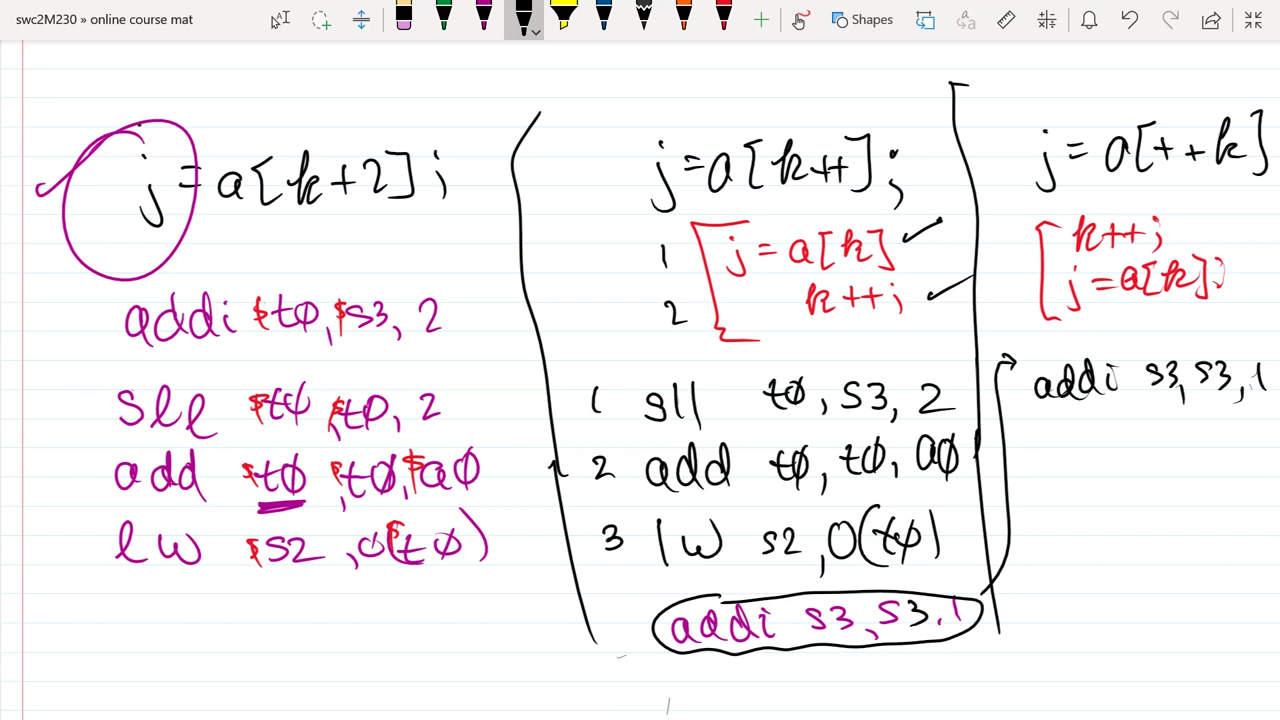 swc2M230 » online course mat
Shapes
j = a[k+2];
addi $t0, $s3, 2
sll $t0, $t0, 2
add $t0, $t0, $a0
lw $s2, 0($t0)
j = a[k++];
1 j = a[k]
2 k++;
1 sll t0, s3, 2
2 add t0, t0, a0
3 lw s2, 0(t0)
addi s3, s3, 1
j = a[++k]
k++;
j = a[k];
addi s3, s3, 1